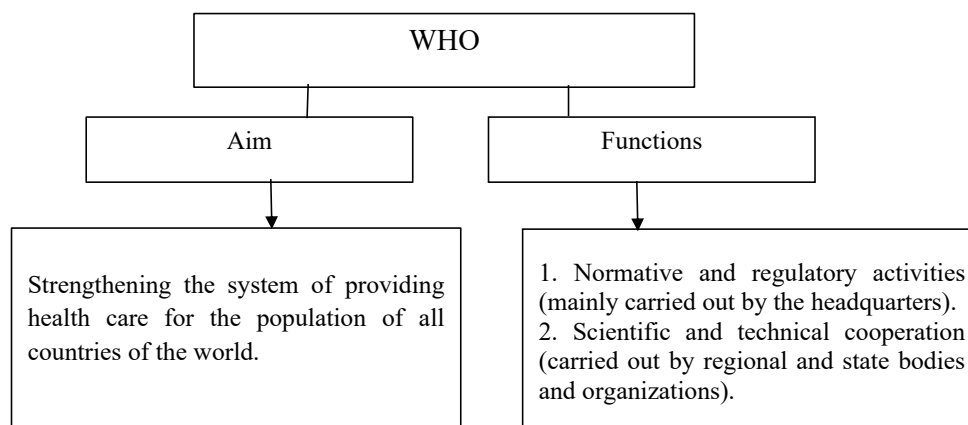 WHO
Aim
Functions
Strengthening the system of providing
health care for the population of all
countries of the world.
1. Normative and regulatory activities
(mainly carried out by the headquarters).
2. Scientific and technical cooperation
(carried out by regional and state bodies
and organizations).